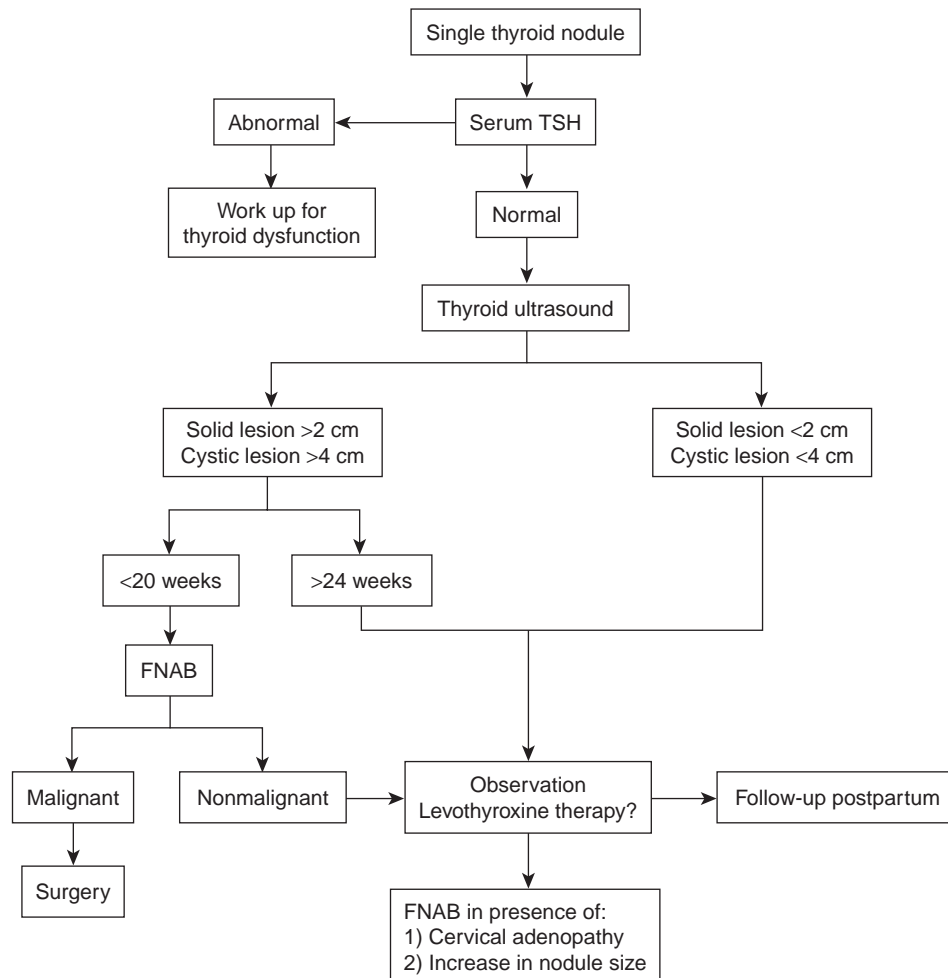 Single thyroid nodule
Abnormal
Serum TSH
Work up for
thyroid dysfunction
Normal
Thyroid ultrasound
Solid lesion >2 cm
Cystic lesion >4 cm
Solid lesion <2 cm
Cystic lesion <4 cm
<20 weeks
>24 weeks
FNAB
Malignant
Nonmalignant
Observation
Levothyroxine therapy?
Follow-up postpartum
Surgery
FNAB in presence of:
1) Cervical adenopathy
2) Increase in nodule size